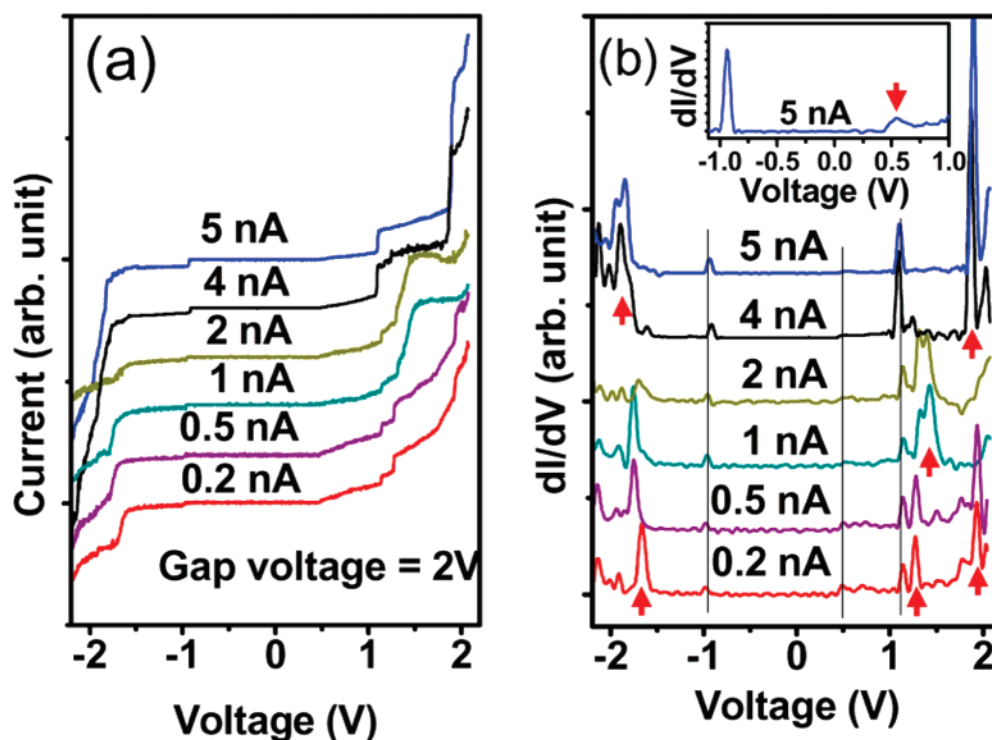 (a)
Current (arb. unit)
5 nA
4 nA
2 nA
1 nA
0.5 nA
0.2 nA
Gap voltage = 2V
-2 -1 0 1 2
Voltage (V)
(b)
dI/dV
5 nA
-1.0 -0.5 0.0 0.5 1.0
Voltage (V)
dI/dV (arb. unit)
5 nA
4 nA
2 nA
1 nA
0.5 nA
0.2 nA
-2 -1 0 1 2
Voltage (V)